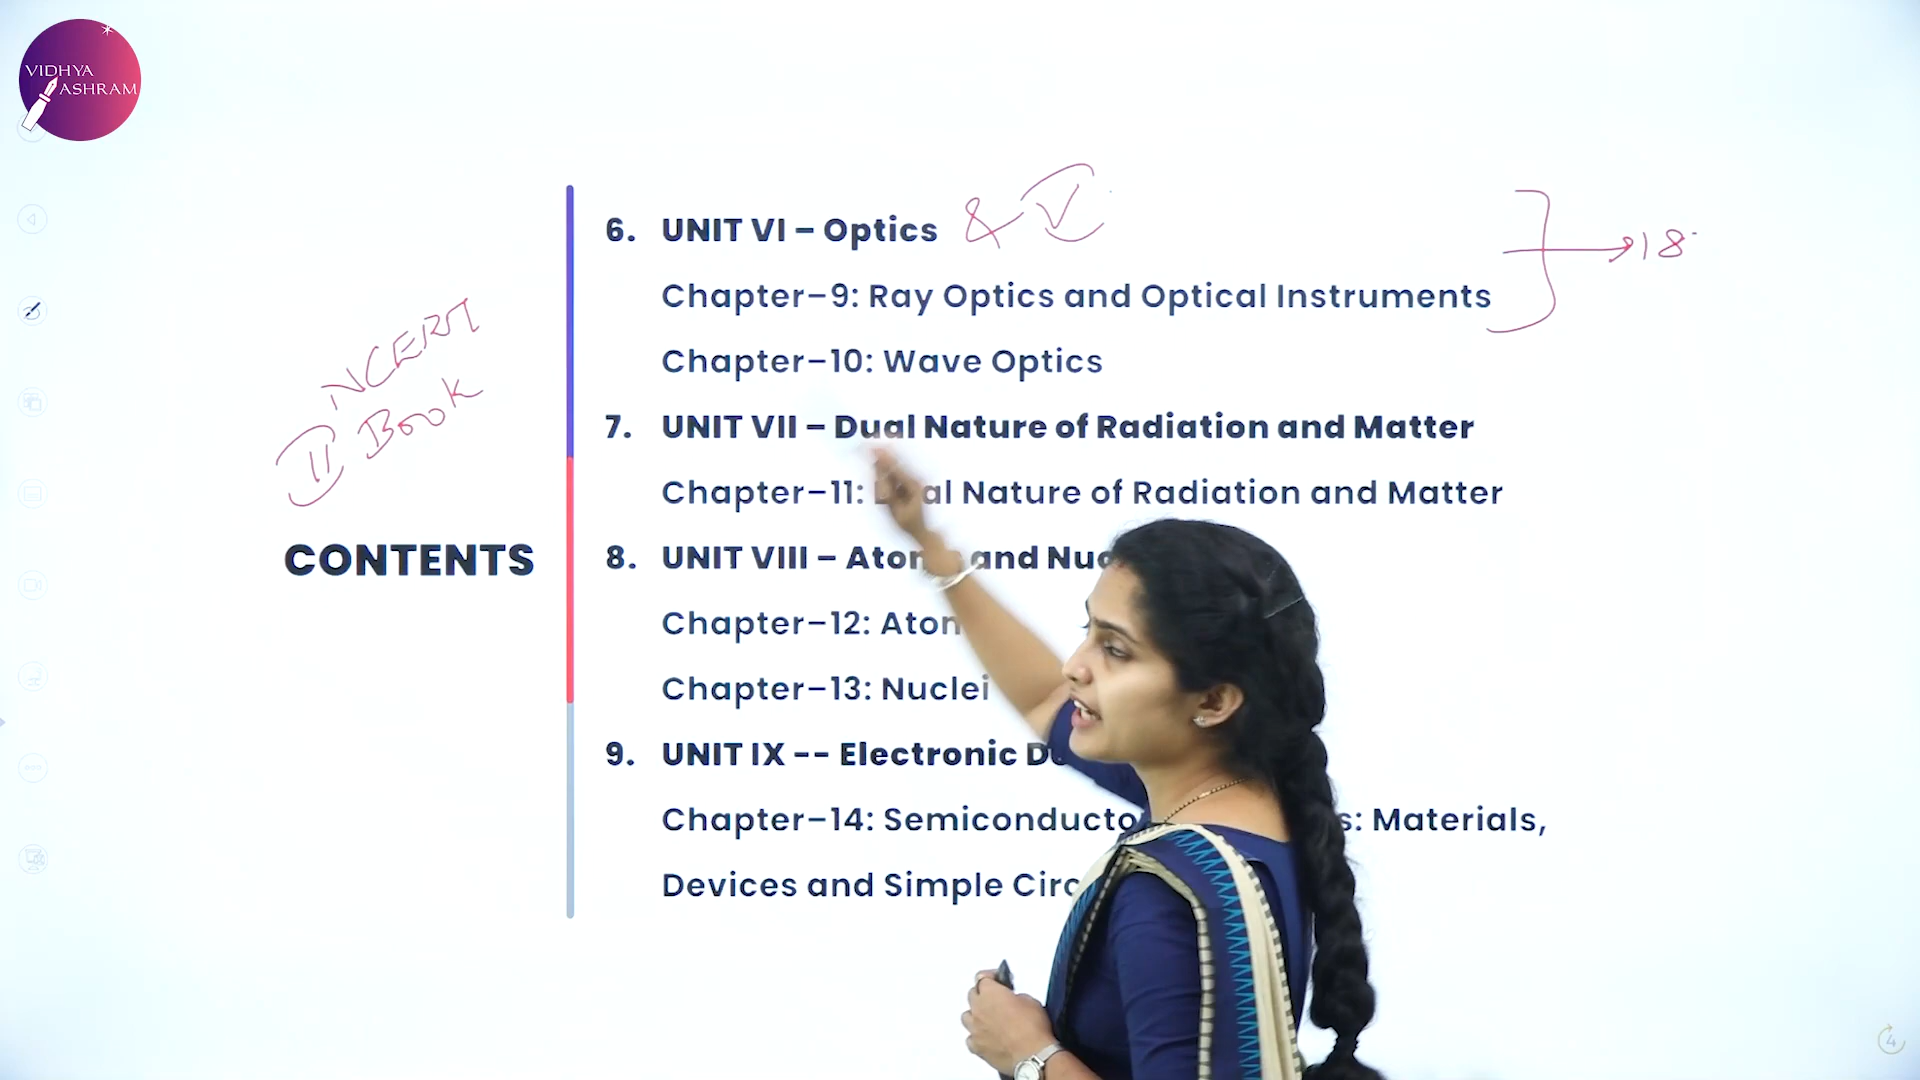 VIDHYA
ASHRAM
6. UNIT VI – Optics & V
Chapter–9: Ray Optics and Optical Instruments
→ 18
Chapter–10: Wave Optics
NCERT
II Book
7. UNIT VII – Dual Nature of Radiation and Matter
Chapter–11: Dual Nature of Radiation and Matter
CONTENTS
8. UNIT VIII – and
Chapter–12:
Chapter–13: Nuclei
9. UNIT IX -- Electronic
Chapter–14: Materials,
Devices and Simple
4